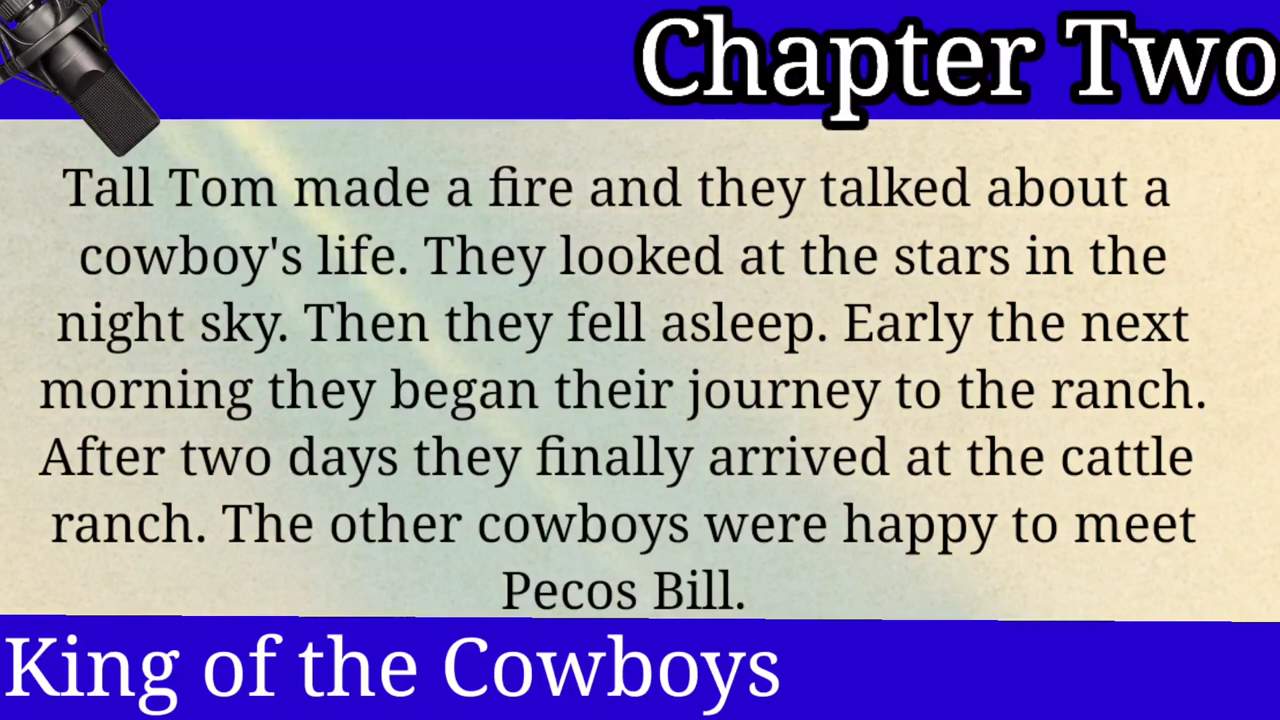 Chapter Two
Tall Tom made a fire and they talked about a
cowboy's life. They looked at the stars in the
night sky. Then they fell asleep. Early the next
morning they began their journey to the ranch.
After two days they finally arrived at the cattle
ranch. The other cowboys were happy to meet
Pecos Bill.
King of the Cowboys